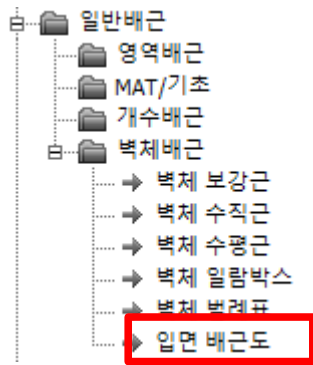 일반배근
영역배근
MAT/기초
개수배근
벽체배근
벽체 보강근
벽체 수직근
벽체 수평근
벽체 일람박스
벽체 범례표
입면 배근도